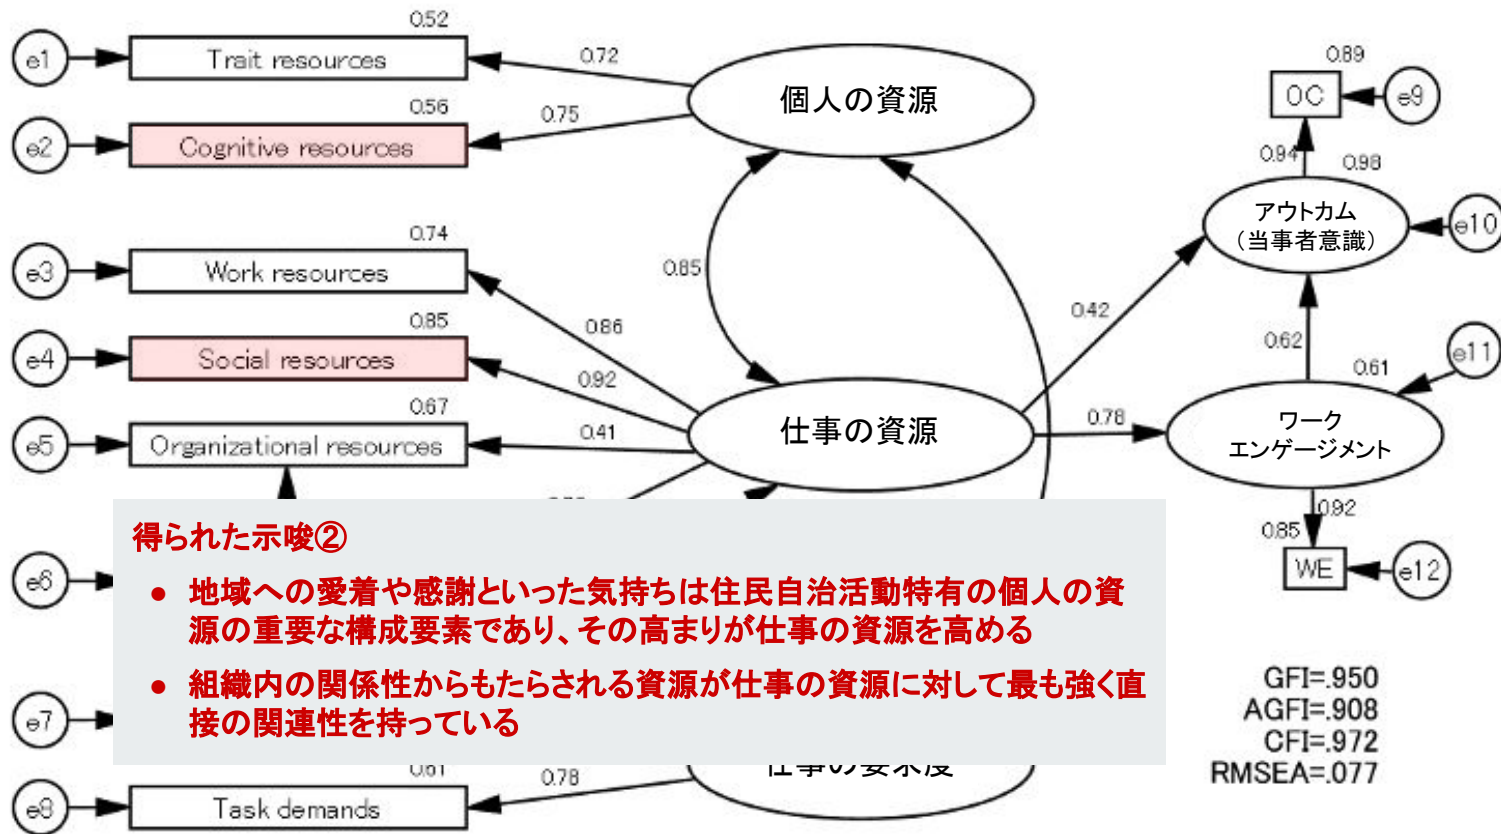 0.52
e1
Trait resources
0.72
個人の資源
0.89
OC
e9
0.56
e2
Cognitive resources
0.75
0.94
0.98
アウトカム
(当事者意識)
e10
0.74
e3
Work resources
0.85
0.86
0.42
0.85
e4
Social resources
0.92
0.62
0.61
e11
0.67
e5
Organizational resources
0.41
仕事の資源
0.78
ワーク
エンゲージメント
0.92
0.85
WE
e12
e6
得られた示唆②
● 地域への愛着や感謝といった気持ちは住民自治活動特有の個人の資
源の重要な構成要素であり、その高まりが仕事の資源を高める
● 組織内の関係性からもたらされる資源が仕事の資源に対して最も強く直
接の関連性を持っている
e7
GFI=.950
AGFI=.908
CFI=.972
RMSEA=.077
0.61
e8
Task demands
0.78
仕事の要求度